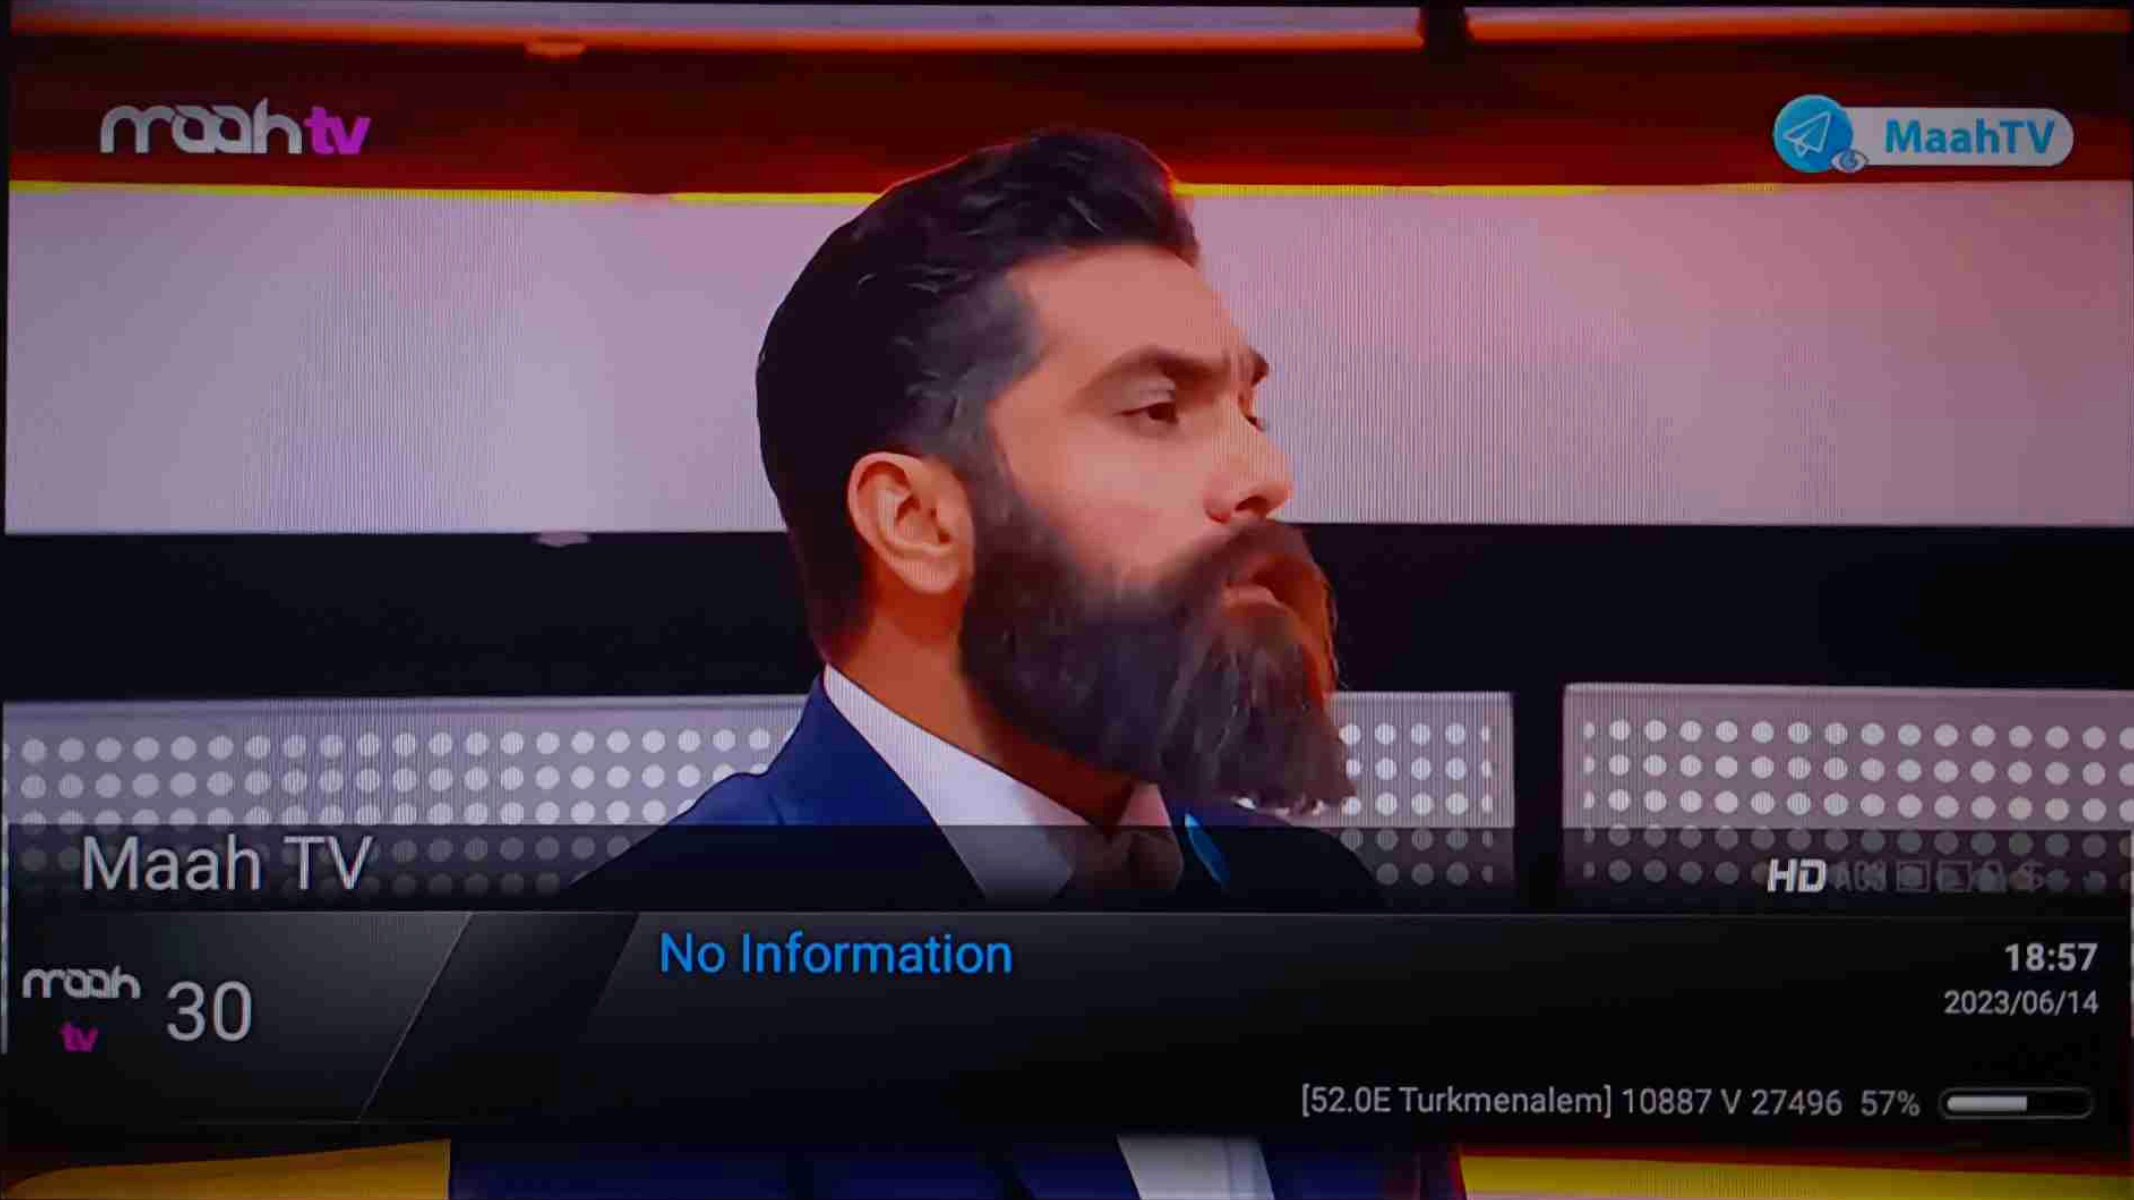 maahtv
MaahTV
Maah TV
HD AC3
No Information
18:57
2023/06/14
maah
tv
30
[52.0E Turkmenalem] 10887 V 27496 57%